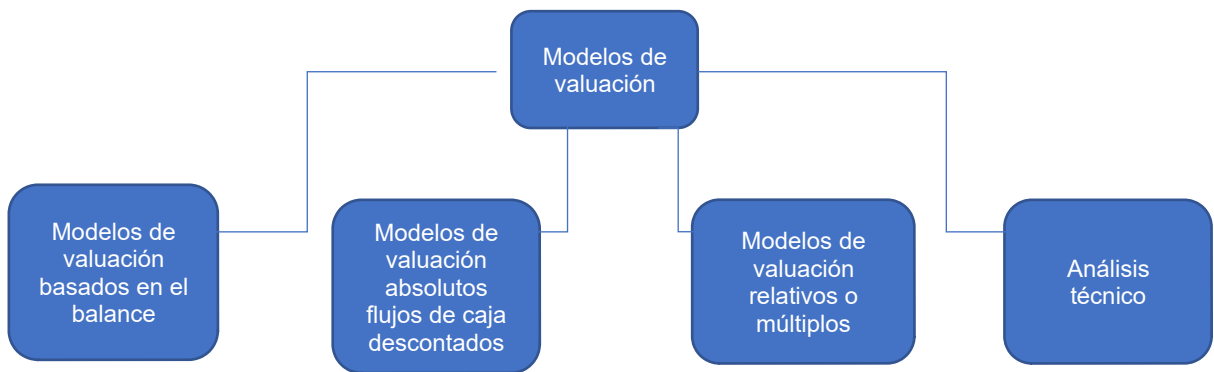 Modelos de
valuación
Modelos de
valuación
basados en el
balance
Modelos de
valuación
absolutos
flujos de caja
descontados
Modelos de
valuación
relativos o
múltiplos
Análisis
técnico